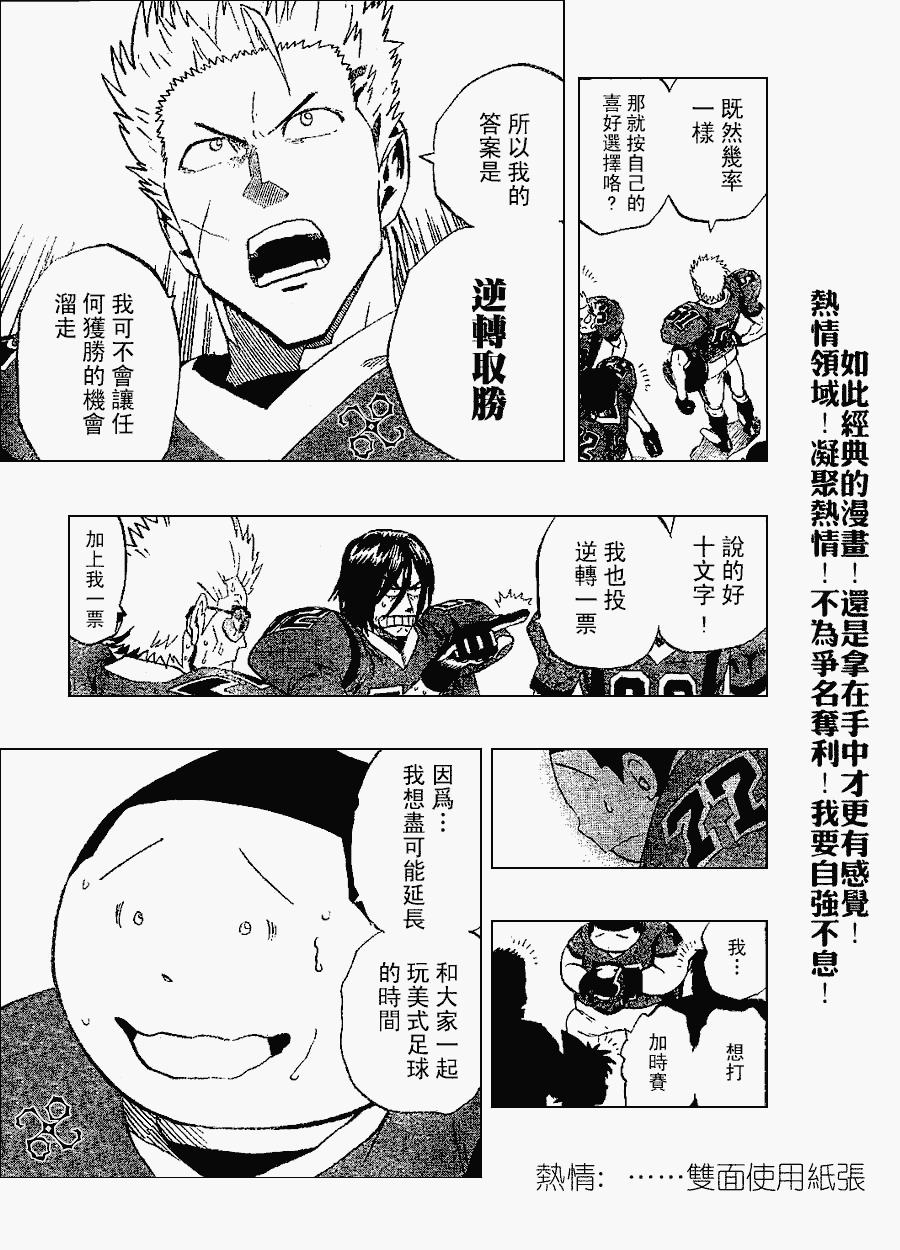 既然幾率
一樣
那就按自己的
喜好選擇咯?
所以我的
答案是
逆轉取勝
我可不會讓任
何獲勝的機會
溜走
說的好
十文字!
我也投
逆轉一票
加上我一票
77
我…
想打
加時賽
因爲…
我想盡可能延長
和大家一起
玩美式足球
的時間
如此經典的漫畫!還是拿在手中才更有感覺!
熱情領域!凝聚熱情!不為爭名奪利!我要自強不息!
熱情:……雙面使用紙張